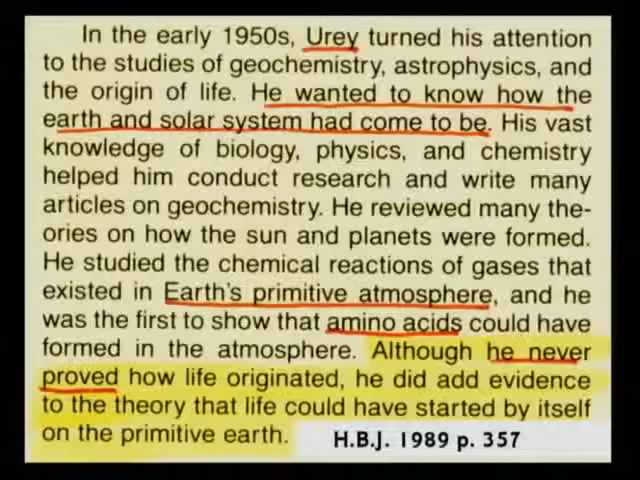 In the early 1950s, Urey turned his attention
to the studies of geochemistry, astrophysics, and
the origin of life. He wanted to know how the
earth and solar system had come to be. His vast
knowledge of biology, physics, and chemistry
helped him conduct research and write many
articles on geochemistry. He reviewed many the-
ories on how the sun and planets were formed.
He studied the chemical reactions of gases that
existed in Earth's primitive atmosphere, and he
was the first to show that amino acids could have
formed in the atmosphere. Although he never
proved how life originated, he did add evidence
to the theory that life could have started by itself
on the primitive earth. H.B.J. 1989 p. 357